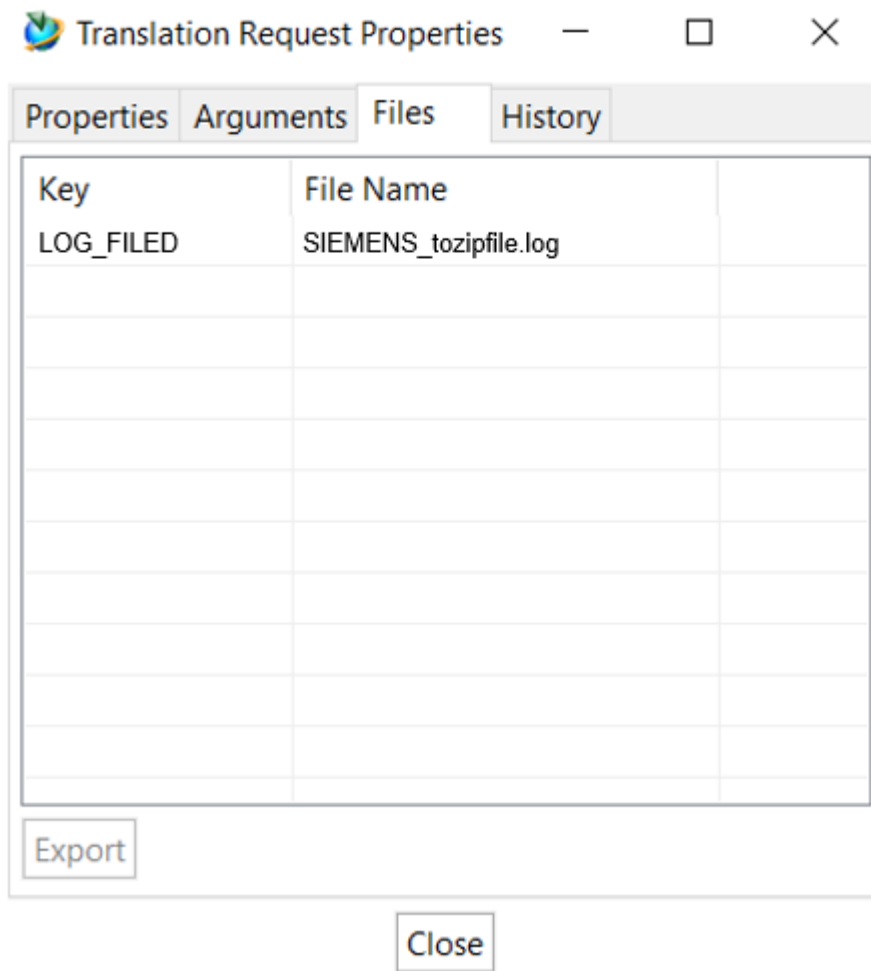 Translation Request Properties
Properties Arguments Files History
Key File Name
LOG_FILED SIEMENS_tozipfile.log
Export
Close